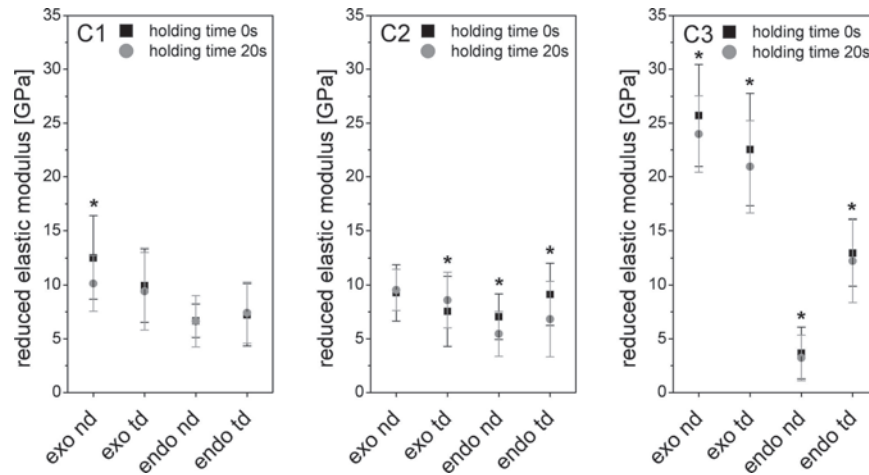 C1
holding time 0s
holding time 20s
reduced elastic modulus [GPa]
35
30
25
20
15
10
5
0
*
exo nd
exo td
endo nd
endo td
C2
holding time 0s
holding time 20s
reduced elastic modulus [GPa]
35
30
25
20
15
10
5
0
*
*
*
exo nd
exo td
endo nd
endo td
C3
holding time 0s
holding time 20s
reduced elastic modulus [GPa]
35
30
25
20
15
10
5
0
*
*
*
*
exo nd
exo td
endo nd
endo td